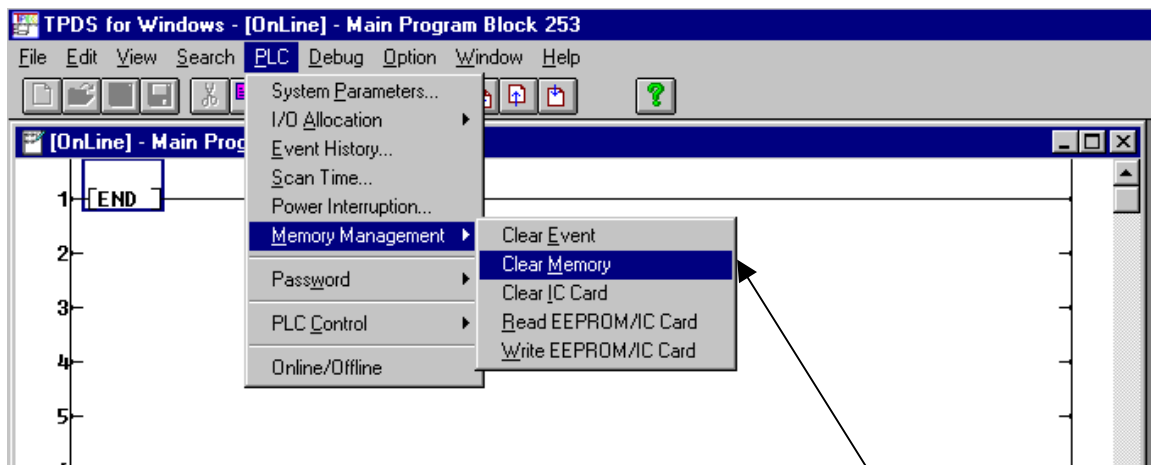 TPDS for Windows - [OnLine] - Main Program Block 253
File Edit View Search PLC Debug Option Window Help
[OnLine] - Main Prog
System Parameters...
I/O Allocation
Event History...
Scan Time...
Power Interruption...
Memory Management
Password
PLC Control
Online/Offline
Clear Event
Clear Memory
Clear IC Card
Read EEPROM/IC Card
Write EEPROM/IC Card
1 [END ]
2
3
4
5